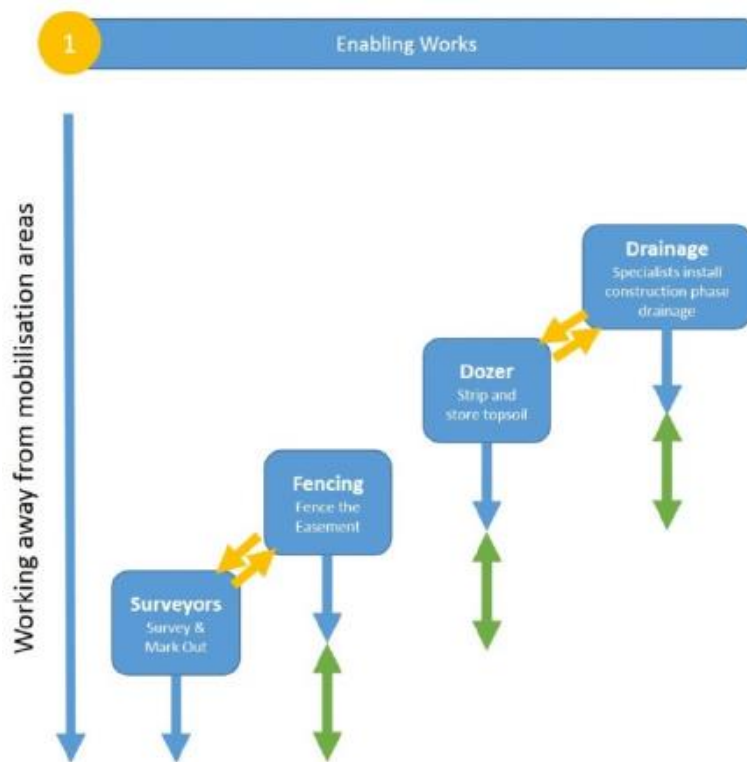 1
Enabling Works
Working away from mobilisation areas
Drainage
Specialists install
construction phase
drainage
Dozer
Strip and
store topsoil
Fencing
Fence the
Easement
Surveyors
Survey &
Mark Out